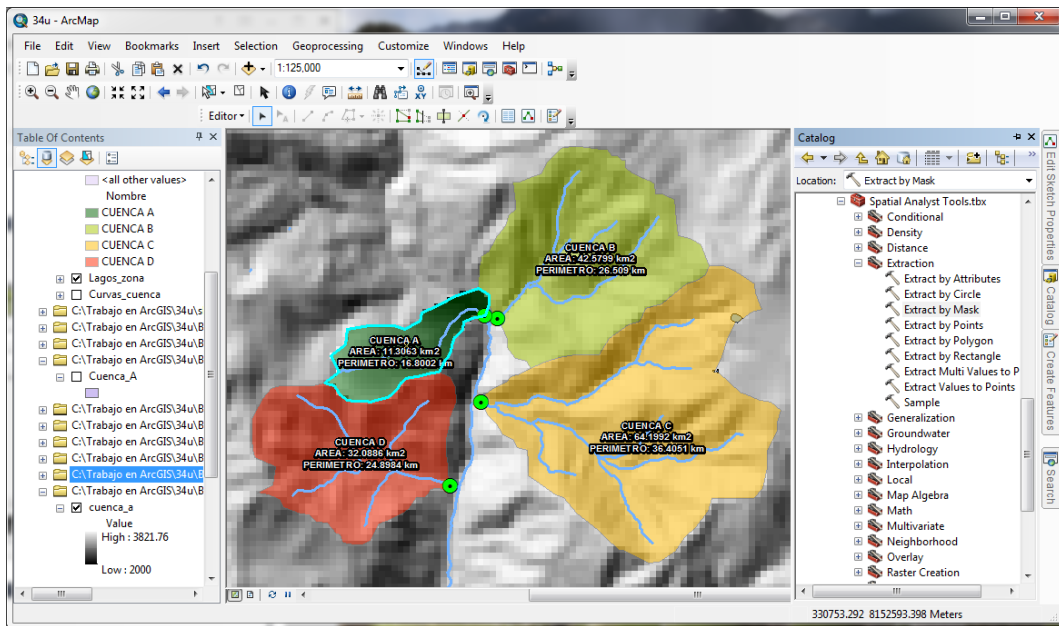 34u - ArcMap
File Edit View Bookmarks Insert Selection Geoprocessing Customize Windows Help
1:125,000
Editor
Table Of Contents
<all other values>
Nombre
CUENCA A
CUENCA B
CUENCA C
CUENCA D
Lagos_zona
Curvas_cuenca
C:\Trabajo en ArcGIS\34u\s
C:\Trabajo en ArcGIS\34u\B
C:\Trabajo en ArcGIS\34u\B
C:\Trabajo en ArcGIS\34u\B
Cuenca_A
C:\Trabajo en ArcGIS\34u\B
C:\Trabajo en ArcGIS\34u\B
C:\Trabajo en ArcGIS\34u\B
C:\Trabajo en ArcGIS\34u\B
C:\Trabajo en ArcGIS\34u\B
C:\Trabajo en ArcGIS\34u\B
cuenca_a
Value
High : 3821.76
Low : 2000
CUENCA B
AREA: 42.5799 km2
PERIMETRO: 26.509 km
CUENCA A
AREA: 11.3063 km2
PERIMETRO: 16.8002 km
CUENCA C
AREA: 64.1992 km2
PERIMETRO: 36.4051 km
CUENCA D
AREA: 32.0886 km2
PERIMETRO: 24.8984 km
Catalog
Location: Extract by Mask
Spatial Analyst Tools.tbx
Conditional
Density
Distance
Extraction
Extract by Attributes
Extract by Circle
Extract by Mask
Extract by Points
Extract by Polygon
Extract by Rectangle
Extract Multi Values to P
Extract Values to Points
Sample
Generalization
Groundwater
Hydrology
Interpolation
Local
Map Algebra
Math
Multivariate
Neighborhood
Overlay
Raster Creation
Edit Sketch Properties
Catalog
Create Features
Search
330753.292 8152593.398 Meters